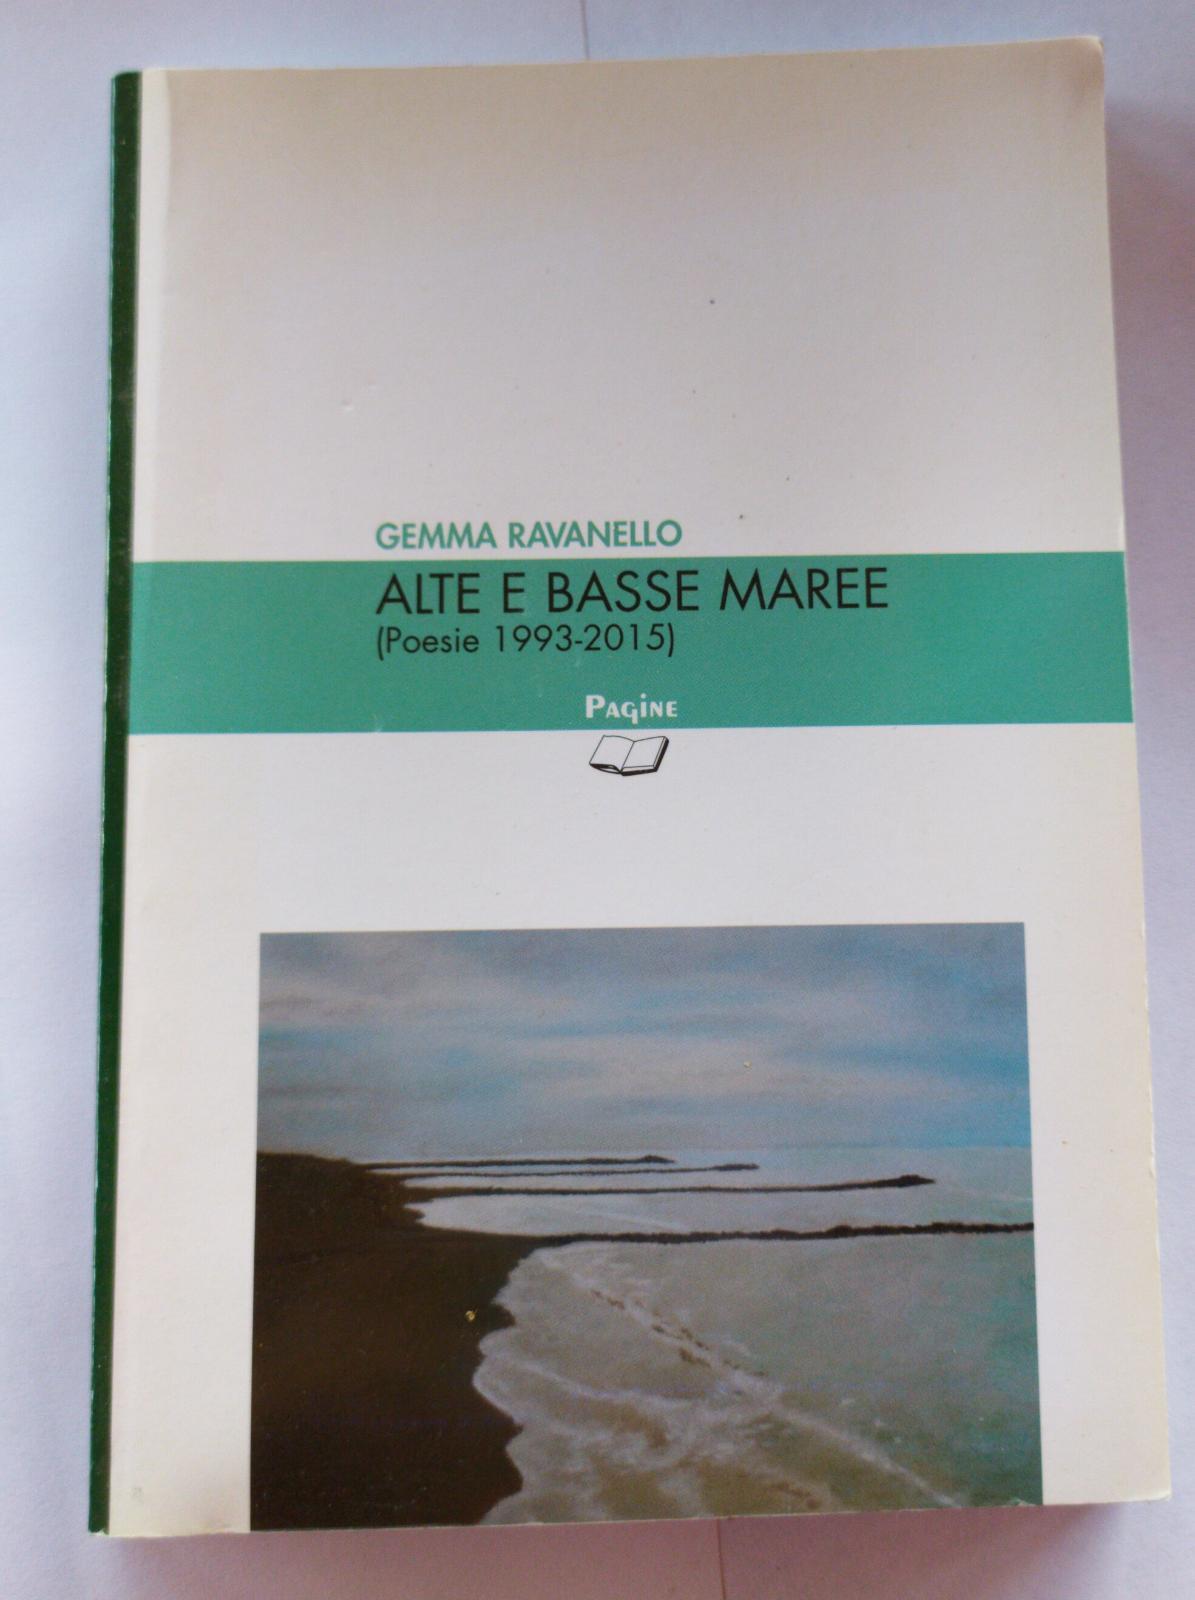 GEMMA RAVANELLO
ALTE E BASSE MAREE
(Poesie 1993-2015)
PAGINE